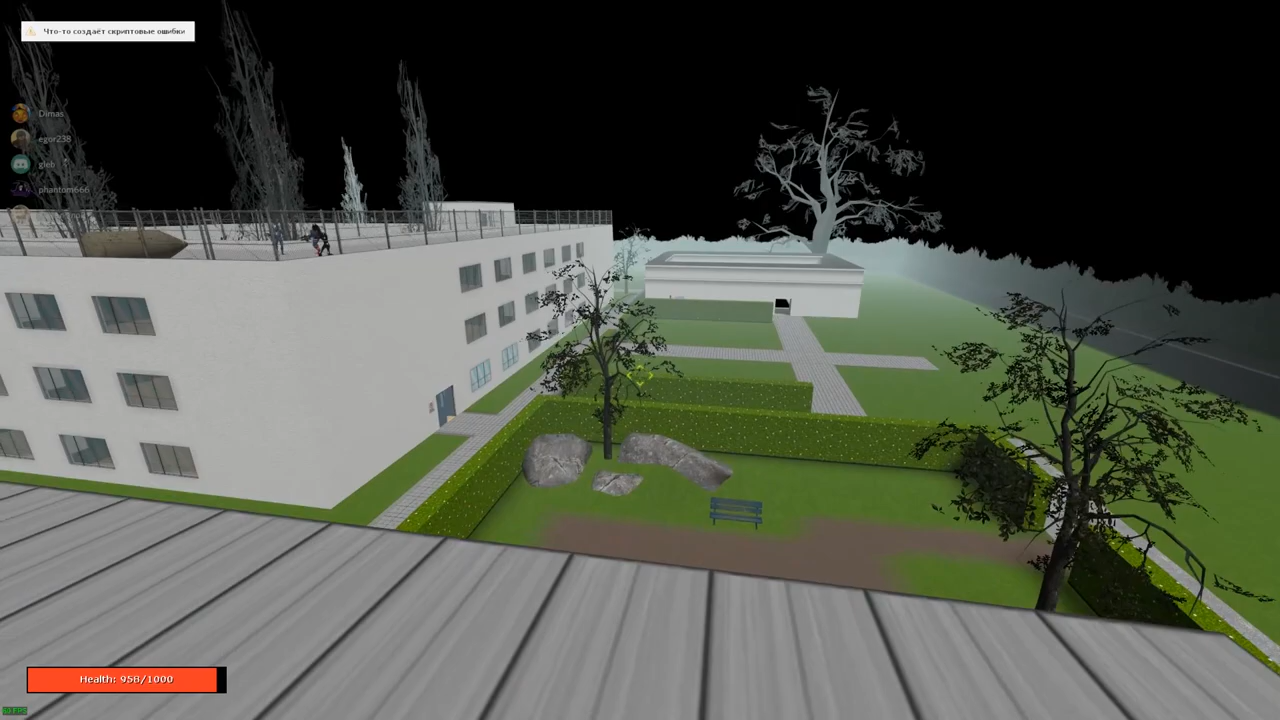 Что-то создаёт скриптовые ошибки
Dimas
egor238
gleb
phantom666
Health: 958/1000